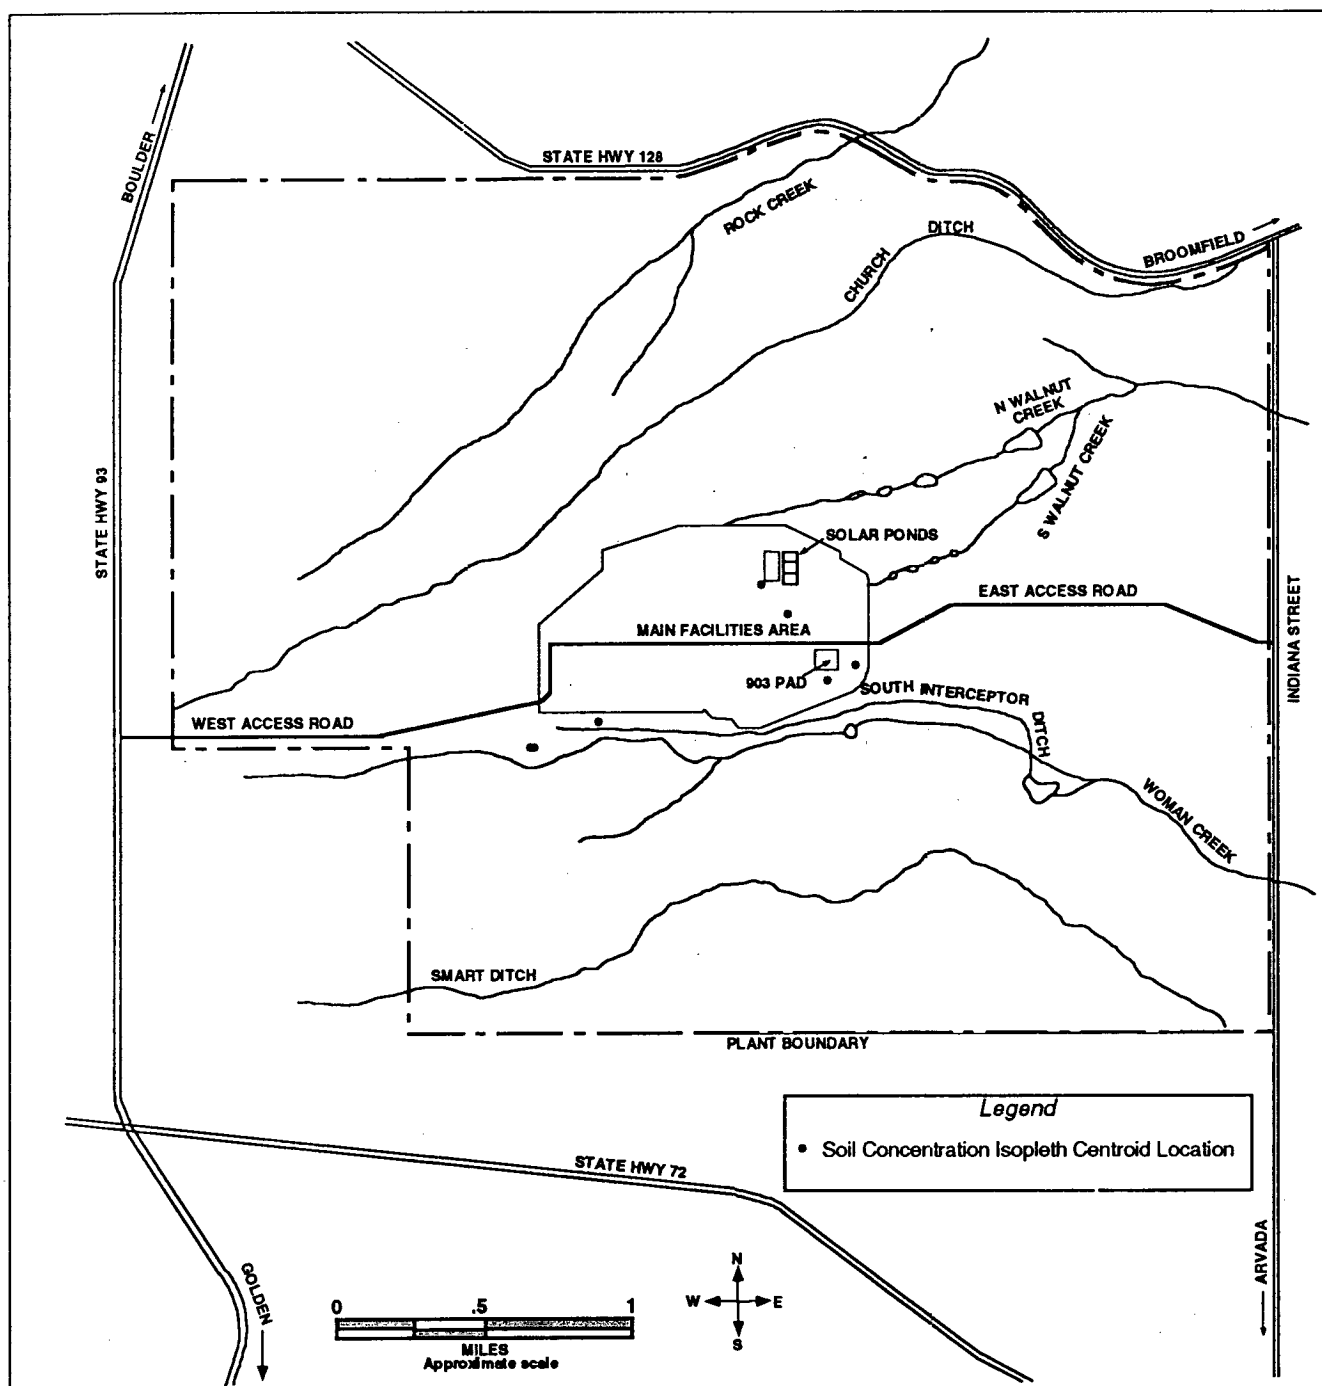 BOULDER
STATE HWY 128
ROCK CREEK
DITCH
CHURCH
BROOMFIELD
N WALNUT
CREEK
S WALNUT CREEK
STATE HWY 93
SOLAR PONDS
EAST ACCESS ROAD
MAIN FACILITIES AREA
INDIANA STREET
903 PAD
SOUTH INTERCEPTOR
DITCH
WEST ACCESS ROAD
WOMAN CREEK
SMART DITCH
PLANT BOUNDARY
Legend
Soil Concentration Isopleth Centroid Location
STATE HWY 72
GOLDEN
ARVADA
N
W E
S
0 .5 1
MILES
Approximate scale